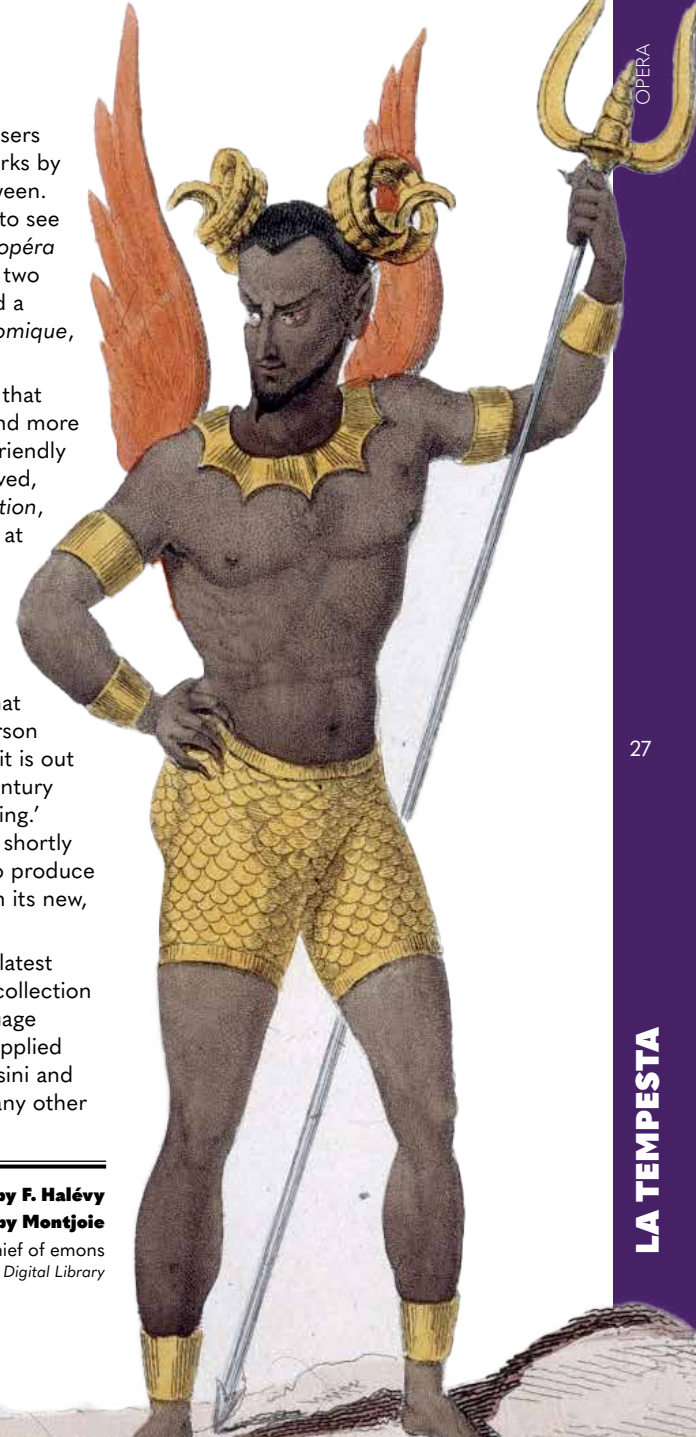 sers
rks by
ween.
to see
opéra
two
d a
omique,
that
nd more
riendly
ved,
tion,
at
at
rson
it is out
ntury
ing.’
shortly
o produce
n its new,
latest
collection
uage
pplied
sini and
any other
by F. Halévy
by Montjoie
hief of emons
Digital Library
OPERA
27
LA TEMPESTA